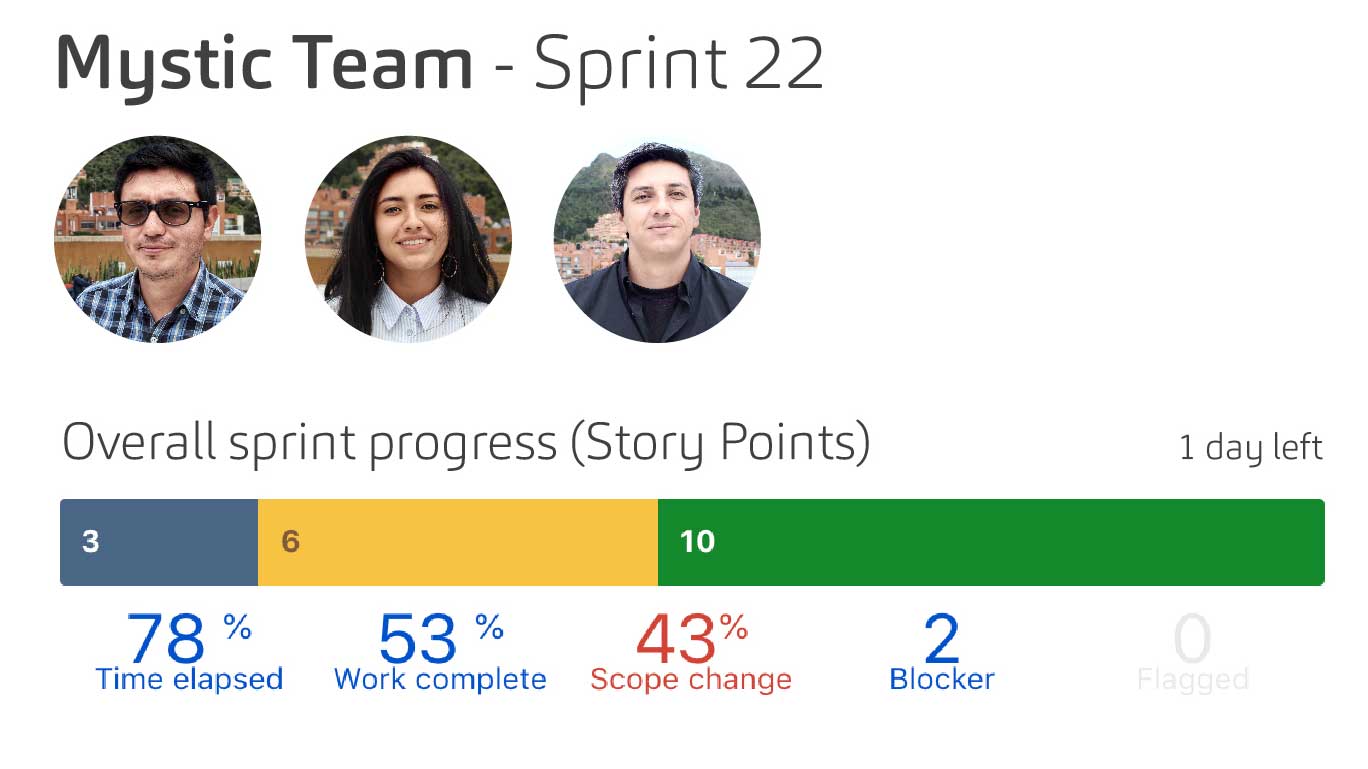 Mystic Team - Sprint 22
Overall sprint progress (Story Points)
1 day left
3 6 10
78 % 53 % 43% 2 0
Time elapsed Work complete Scope change Blocker Flagged